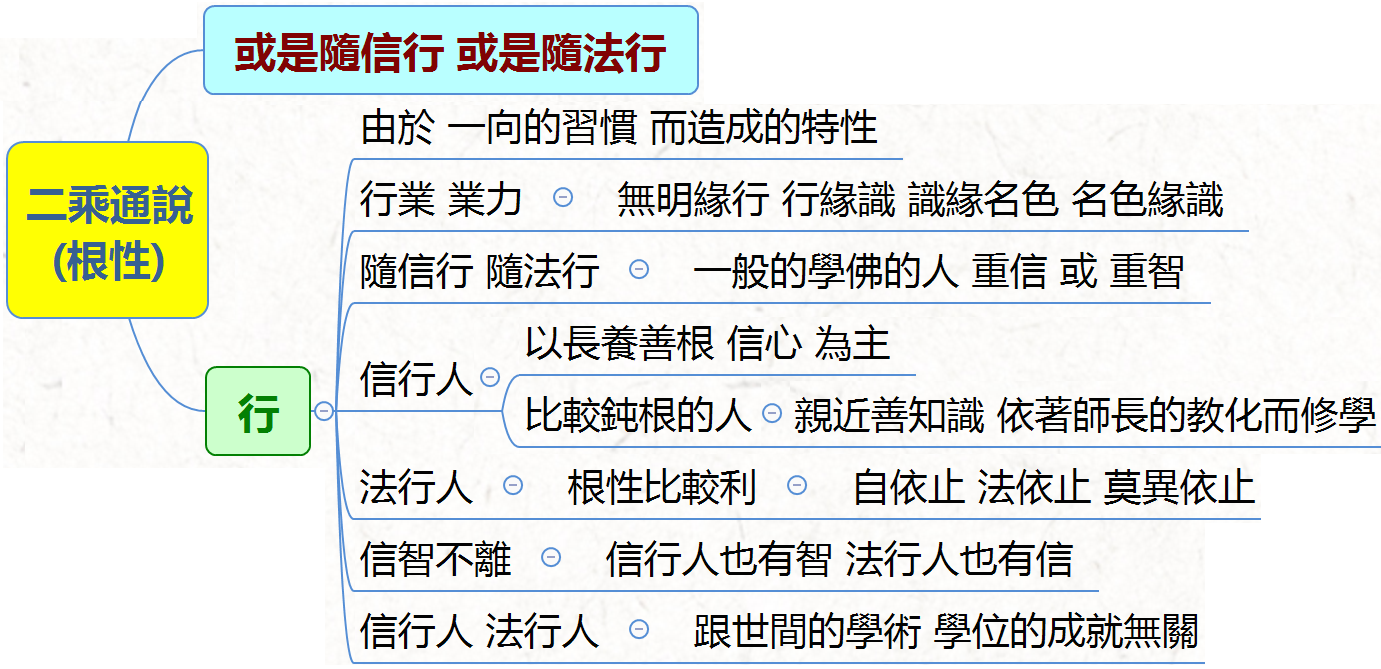 或是隨信行 或是隨法行
二乘通說
(根性)
行
由於 一向的習慣 而造成的特性
行業 業力 無明緣行 行緣識 識緣名色 名色緣識
隨信行 隨法行 一般的學佛的人 重信 或 重智
信行人
以長養善根 信心 為主
比較鈍根的人 親近善知識 依著師長的教化而修學
法行人 根性比較利 自依止 法依止 莫異依止
信智不離 信行人也有智 法行人也有信
信行人 法行人 跟世間的學術 學位的成就無關